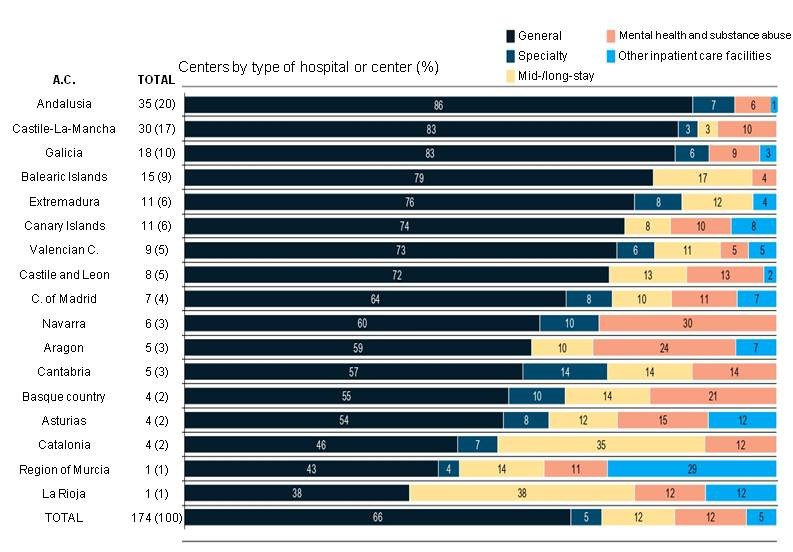 General
Mental health and substance abuse
Specialty
Other inpatient care facilities
Mid-/long-stay
Centers by type of hospital or center (%)
A.C. TOTAL
Andalusia 35 (20) 86 7 6 1
Castile-La-Mancha 30 (17) 83 3 3 10
Galicia 18 (10) 83 6 9 3
Balearic Islands 15 (9) 79 17 4
Extremadura 11 (6) 76 8 12 4
Canary Islands 11 (6) 74 8 10 8
Valencian C. 9 (5) 73 6 11 5 5
Castile and Leon 8 (5) 72 13 13 2
C. of Madrid 7 (4) 64 8 10 11 7
Navarra 6 (3) 60 10 30
Aragon 5 (3) 59 10 24 7
Cantabria 5 (3) 57 14 14 14
Basque country 4 (2) 55 10 14 21
Asturias 4 (2) 54 8 12 15 12
Catalonia 4 (2) 46 7 35 12
Region of Murcia 1 (1) 43 4 14 11 29
La Rioja 1 (1) 38 38 12 12
TOTAL 174 (100) 66 5 12 12 5